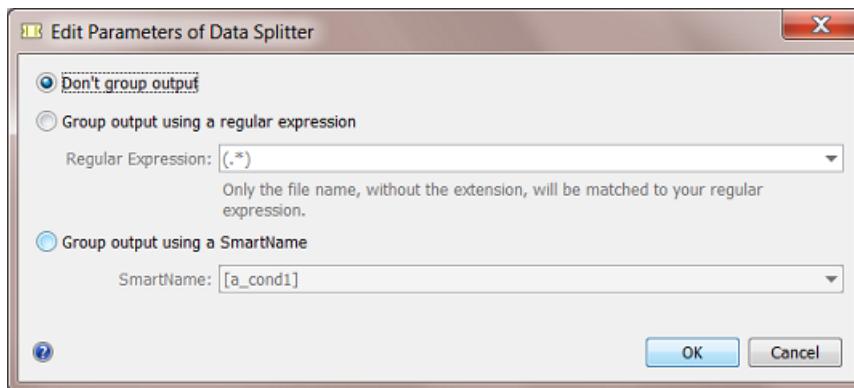 Edit Parameters of Data Splitter
Don't group output
Group output using a regular expression
Regular Expression: (.*)
Only the file name, without the extension, will be matched to your regular
expression.
Group output using a SmartName
SmartName: [a_cond1]
OK Cancel